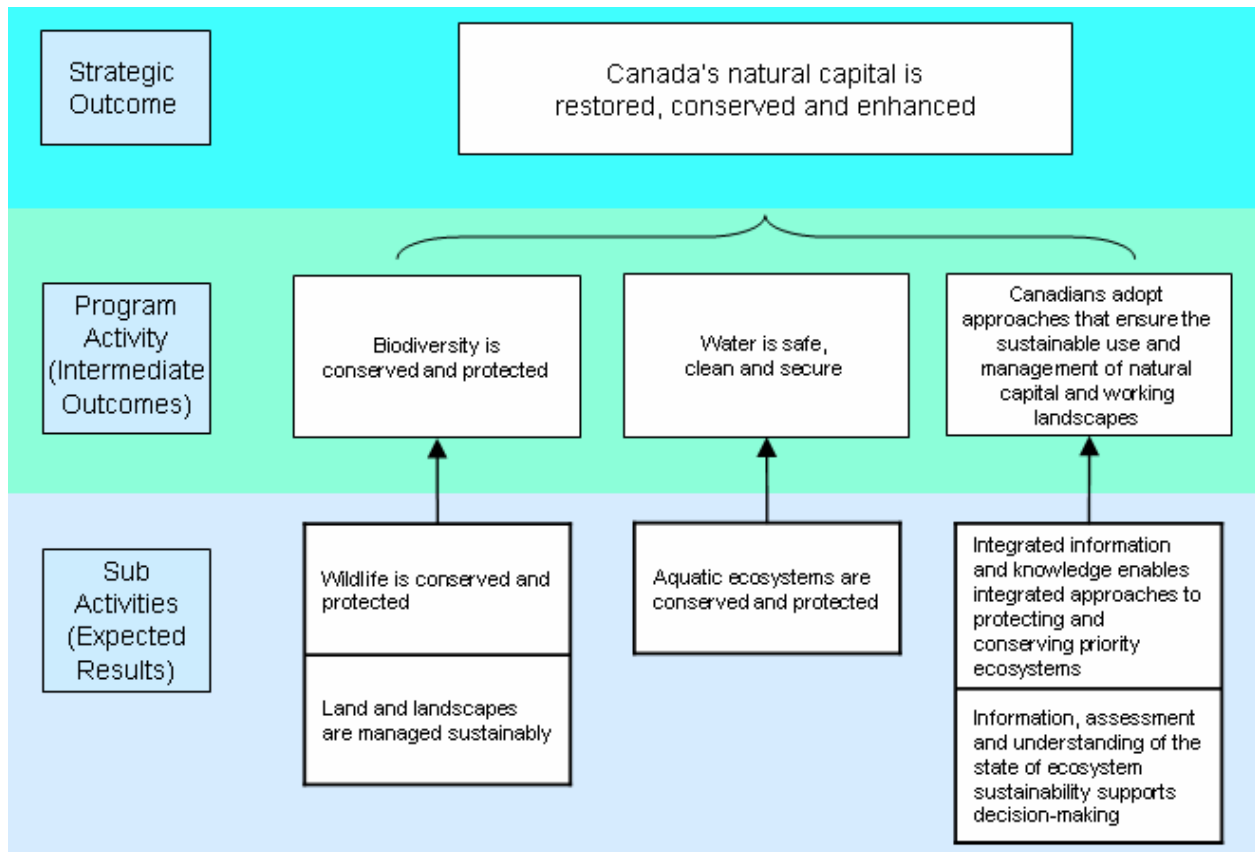 Strategic
Outcome
Canada's natural capital is
restored, conserved and enhanced
Program
Activity
(Intermediate
Outcomes)
Biodiversity is
conserved and protected
Water is safe,
clean and secure
Canadians adopt
approaches that ensure the
sustainable use and
management of natural
capital and working
landscapes
Sub
Activities
(Expected
Results)
Wildlife is conserved and
protected
Land and landscapes
are managed sustainably
Aquatic ecosystems are
conserved and protected
Integrated information
and knowledge enables
integrated approaches to
protecting and
conserving priority
ecosystems
Information, assessment
and understanding of the
state of ecosystem
sustainability supports
decision-making